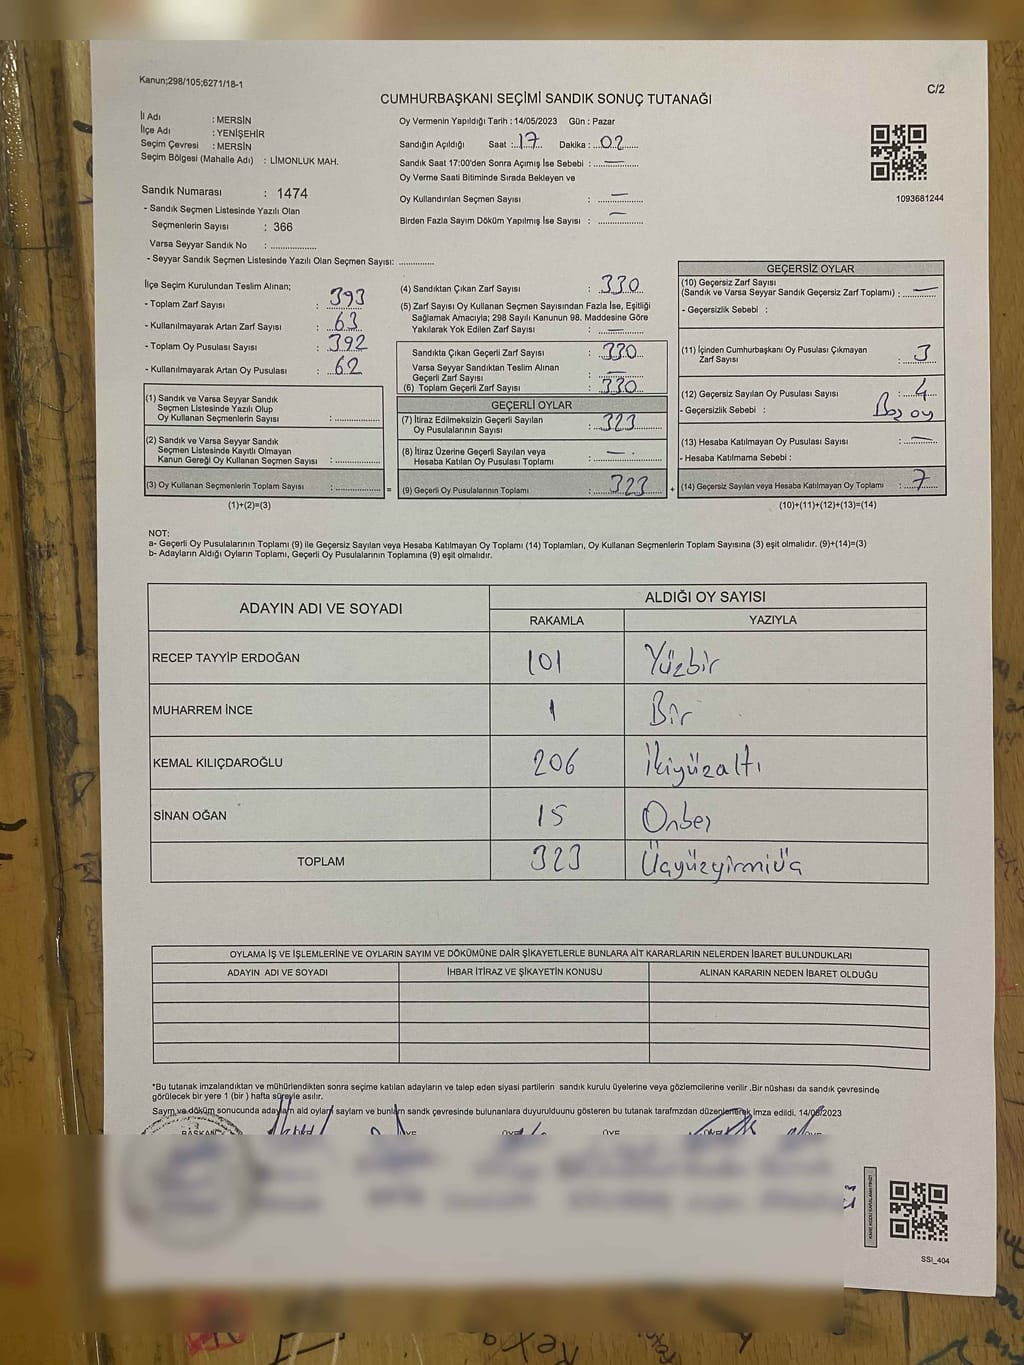 Kanun;298/105;6271/18-1
C/2
CUMHURBAŞKANI SEÇİMİ SANDIK SONUÇ TUTANAĞI
İl Adı : MERSİN
İlçe Adı : YENİŞEHİR
Seçim Çevresi : MERSİN
Seçim Bölgesi (Mahalle Adı) : LİMONLUK MAH.
Sandık Numarası : 1474
- Sandık Seçmen Listesinde Yazılı Olan
Seçmenlerin Sayısı : 366
Varsa Seyyar Sandık No : ................
- Seyyar Sandık Seçmen Listesinde Yazılı Olan Seçmen Sayısı: .............
Oy Vermenin Yapıldığı Tarih : 14/05/2023 Gün : Pazar
Sandığın Açıldığı Saat : 17 Dakika : 02
Sandık Saat 17:00'den Sonra Açımış İse Sebebi : —
Oy Verme Saati Bitiminde Sırada Bekleyen ve
Oy Kullandırılan Seçmen Sayısı : —
Birden Fazla Sayım Döküm Yapılmış İse Sayısı : —
1093681244
İlçe Seçim Kurulundan Teslim Alınan;
- Toplam Zarf Sayısı : 393
- Kullanılmayarak Artan Zarf Sayısı : 63
- Toplam Oy Pusulası Sayısı : 392
- Kullanılmayarak Artan Oy Pusulası : 62
(1) Sandık ve Varsa Seyyar Sandık
Seçmen Listesinde Yazılı Olup
Oy Kullanan Seçmenlerin Sayısı : .............
(2) Sandık ve Varsa Seyyar Sandık
Seçmen Listesinde Kayıtlı Olmayan
Kanun Gereği Oy Kullanan Seçmen Sayısı : .............
(3) Oy Kullanan Seçmenlerin Toplam Sayısı : ............. =
(1)+(2)=(3)
(4) Sandıktan Çıkan Zarf Sayısı : 330
(5) Zarf Sayısı Oy Kullanan Seçmen Sayısından Fazla İse, Eşitliği
Sağlamak Amacıyla; 298 Sayılı Kanunun 98. Maddesine Göre
Yakılarak Yok Edilen Zarf Sayısı : —
Sandıkta Çıkan Geçerli Zarf Sayısı : 330
Varsa Seyyar Sandıktan Teslim Alınan
Geçerli Zarf Sayısı : —
(6) Toplam Geçerli Zarf Sayısı : 330
GEÇERLİ OYLAR
(7) İtiraz Edilmeksizin Geçerli Sayılan
Oy Pusulalarının Sayısı : 323
(8) İtiraz Üzerine Geçerli Sayılan veya
Hesaba Katılan Oy Pusulası Toplamı : —
(9) Geçerli Oy Pusulalarının Toplamı : 323 +
GEÇERSİZ OYLAR
(10) Geçersiz Zarf Sayısı
(Sandık ve Varsa Seyyar Sandık Geçersiz Zarf Toplamı) : —
- Geçersizlik Sebebi :
(11) İçinden Cumhurbaşkanı Oy Pusulası Çıkmayan
Zarf Sayısı : 3
(12) Geçersiz Sayılan Oy Pusulası Sayısı : 4
- Geçersizlik Sebebi : Boş oy
(13) Hesaba Katılmayan Oy Pusulası Sayısı : —
- Hesaba Katılmama Sebebi :
(14) Geçersiz Sayılan veya Hesaba Katılmayan Oy Toplamı : 7
(10)+(11)+(12)+(13)=(14)
NOT:
a- Geçerli Oy Pusulalarının Toplamı (9) ile Geçersiz Sayılan veya Hesaba Katılmayan Oy Toplamı (14) Toplamları, Oy Kullanan Seçmenlerin Toplam Sayısına (3) eşit olmalıdır. (9)+(14)=(3)
b- Adayların Aldığı Oyların Toplamı, Geçerli Oy Pusulalarının Toplamına (9) eşit olmalıdır.
ADAYIN ADI VE SOYADI
ALDIĞI OY SAYISI
RAKAMLA YAZIYLA
RECEP TAYYİP ERDOĞAN 101 Yüzbir
MUHARREM İNCE 1 Bir
KEMAL KILIÇDAROĞLU 206 İkiyüzaltı
SİNAN OĞAN 15 Onbeş
TOPLAM 323 Üçyüzyirmiüç
OYLAMA İŞ VE İŞLEMLERİNE VE OYLARIN SAYIM VE DÖKÜMÜNE DAİR ŞİKAYETLERLE BUNLARA AİT KARARLARIN NELERDEN İBARET BULUNDUKLARI
ADAYIN ADI VE SOYADI İHBAR İTİRAZ VE ŞİKAYETİN KONUSU ALINAN KARARIN NEDEN İBARET OLDUĞU
*Bu tutanak imzalandıktan ve mühürlendikten sonra seçime katılan adayların ve talep eden siyasi partilerin sandık kurulu üyelerine veya gözlemcilerine verilir .Bir nüshası da sandık çevresinde
görülecek bir yere 1 (bir ) hafta süreyle asılır.
Sayım ve döküm sonucunda adayların ald oyların saylam ve bunların sandk çevresinde bulunanlara duyurulduunu gösteren bu tutanak tarafmzdan düzenlenerek imza edildi. 14/05/2023
BAŞKAN ÜYE ÜYE ÜYE
SSi_404